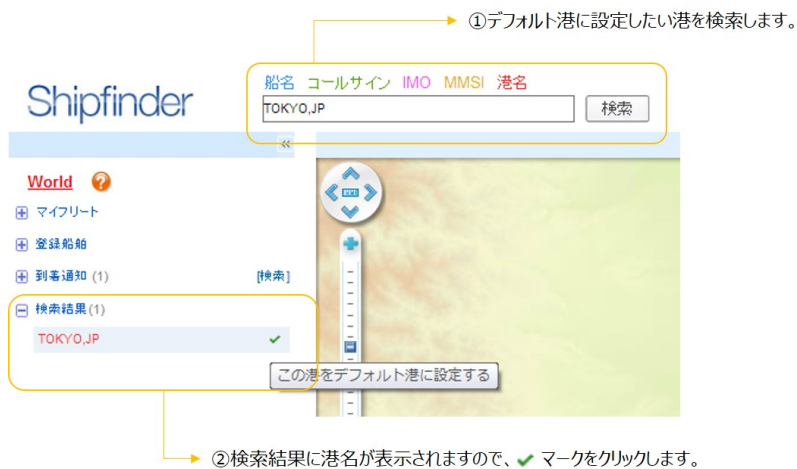 ①デフォルト港に設定したい港を検索します。
Shipfinder
船名 コールサイン IMO MMSI 港名
TOKYO,JP 検索
«
World ?
マイフリート
登録船舶
到着通知 (1) [検索]
検索結果(1)
TOKYO,JP
この港をデフォルト港に設定する
②検索結果に港名が表示されますので、✓ マークをクリックします。